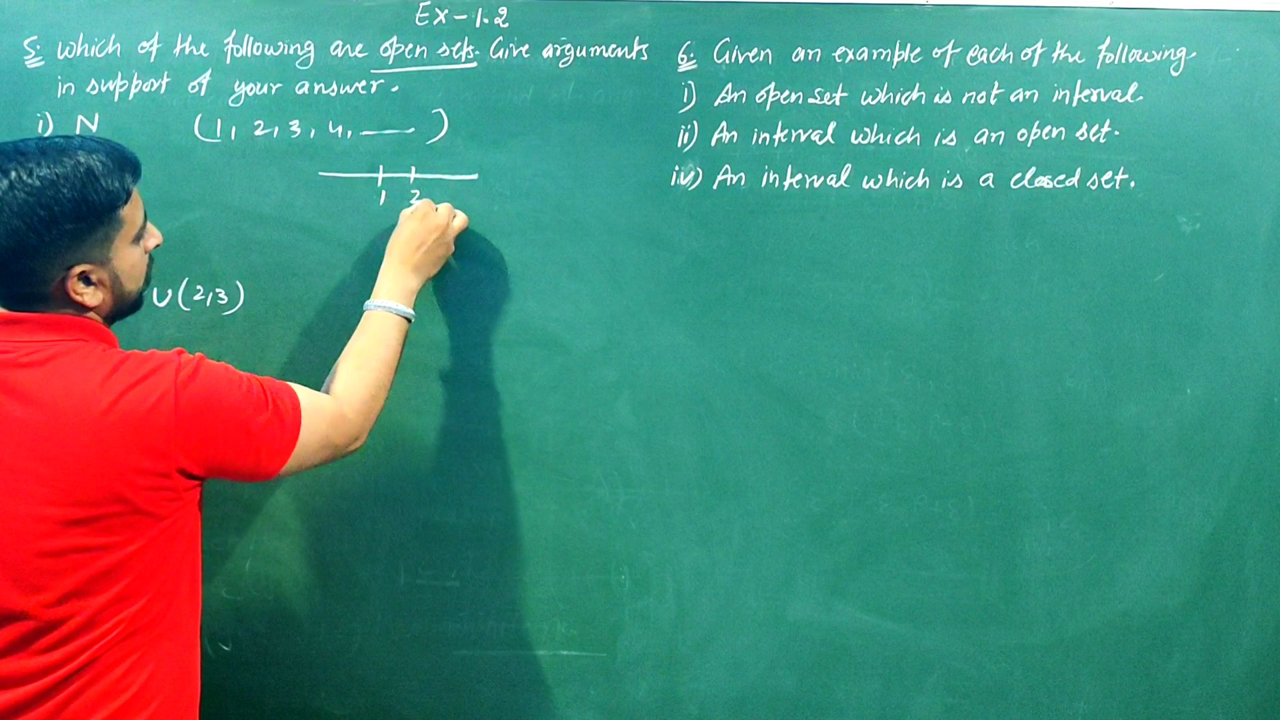 Ex-1.2
5. which of the following are open sets. Give arguments
in support of your answer.
i) N (1, 2, 3, 4, — )
1 2
∪(2,3)
6. Given an example of each of the following.
i) An open set which is not an interval.
ii) An interval which is an open set.
iv) An interval which is a closed set.